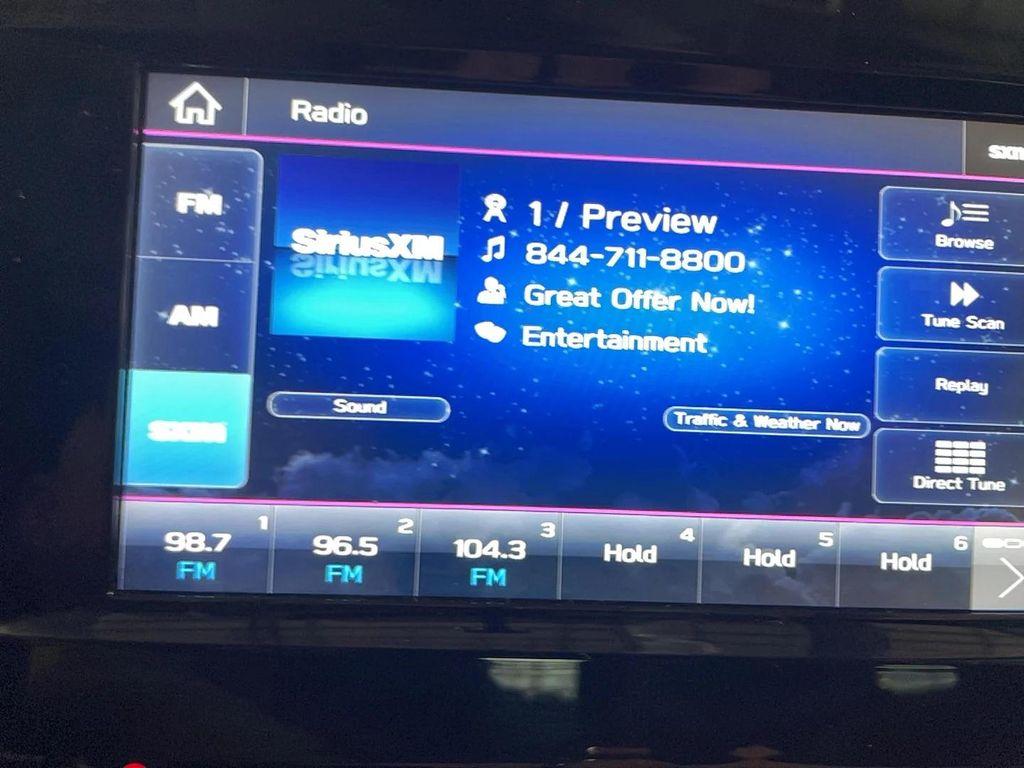 Radio
SXM
FM
AM
SXM
SiriusXM
1 / Preview
844-711-8800
Great Offer Now!
Entertainment
Sound
Traffic & Weather Now
Browse
Tune Scan
Replay
Direct Tune
1
98.7
FM
2
96.5
FM
3
104.3
FM
4
Hold
5
Hold
6
Hold